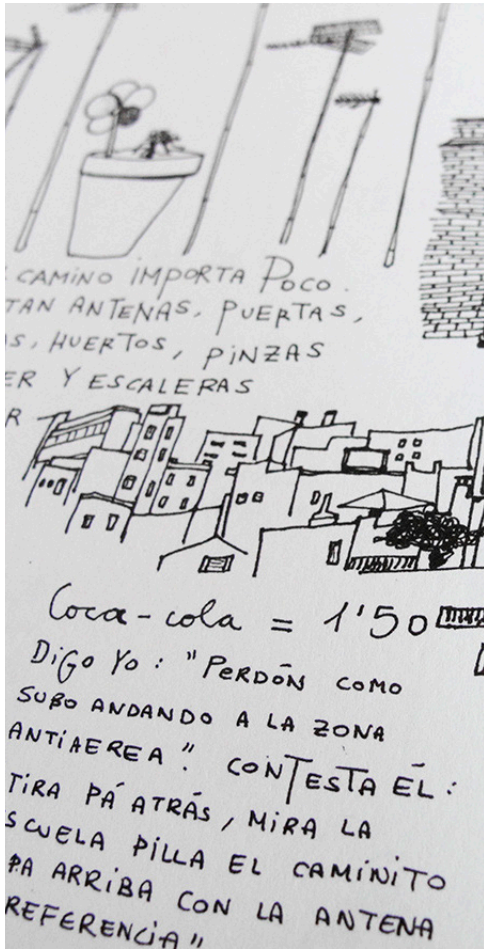 CAMINO IMPORTA POCO.
TAN ANTENAS, PUERTAS,
S, HUERTOS, PINZAS
ER Y ESCALERAS
R
Coca-cola = 1'50
DIGO YO: "PERDÓN COMO
SUBO ANDANDO A LA ZONA
ANTIAEREA". CONTESTA ÉL:
TIRA PÁ ATRÁS, MIRA LA
SCUELA PILLA EL CAMINITO
PA ARRIBA CON LA ANTENA
REFERENCIA"